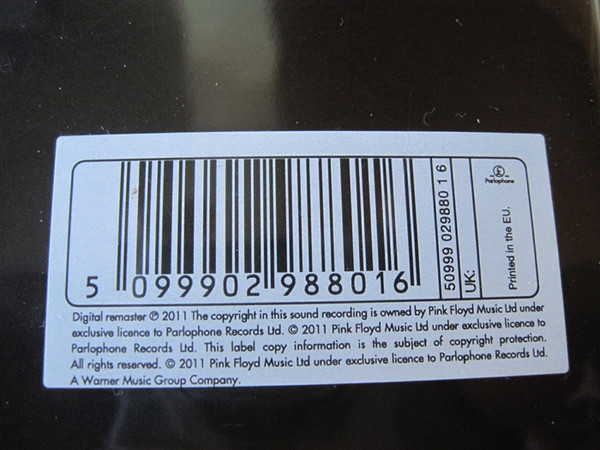 5 099902 988016
50999 029880 1 6
UK:
Parlophone
Printed in the EU.
Digital remaster ℗ 2011 The copyright in this sound recording is owned by Pink Floyd Music Ltd under
exclusive licence to Parlophone Records Ltd. © 2011 Pink Floyd Music Ltd under exclusive licence to
Parlophone Records Ltd. This label copy information is the subject of copyright protection.
All rights reserved. © 2011 Pink Floyd Music Ltd under exclusive licence to Parlophone Records Ltd.
A Warner Music Group Company.